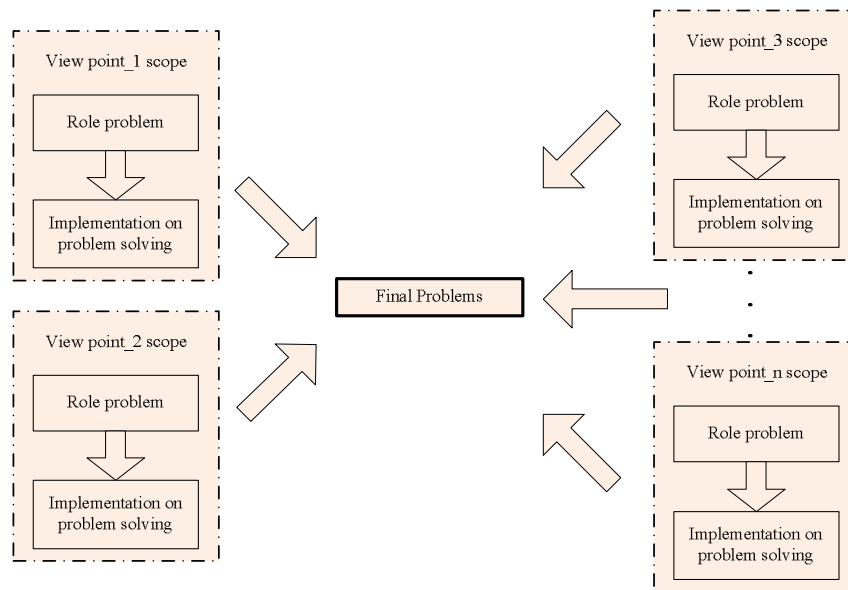 View point_1 scope
Role problem
Implementation on
problem solving
View point_2 scope
Role problem
Implementation on
problem solving
Final Problems
View point_3 scope
Role problem
Implementation on
problem solving
View point_n scope
Role problem
Implementation on
problem solving